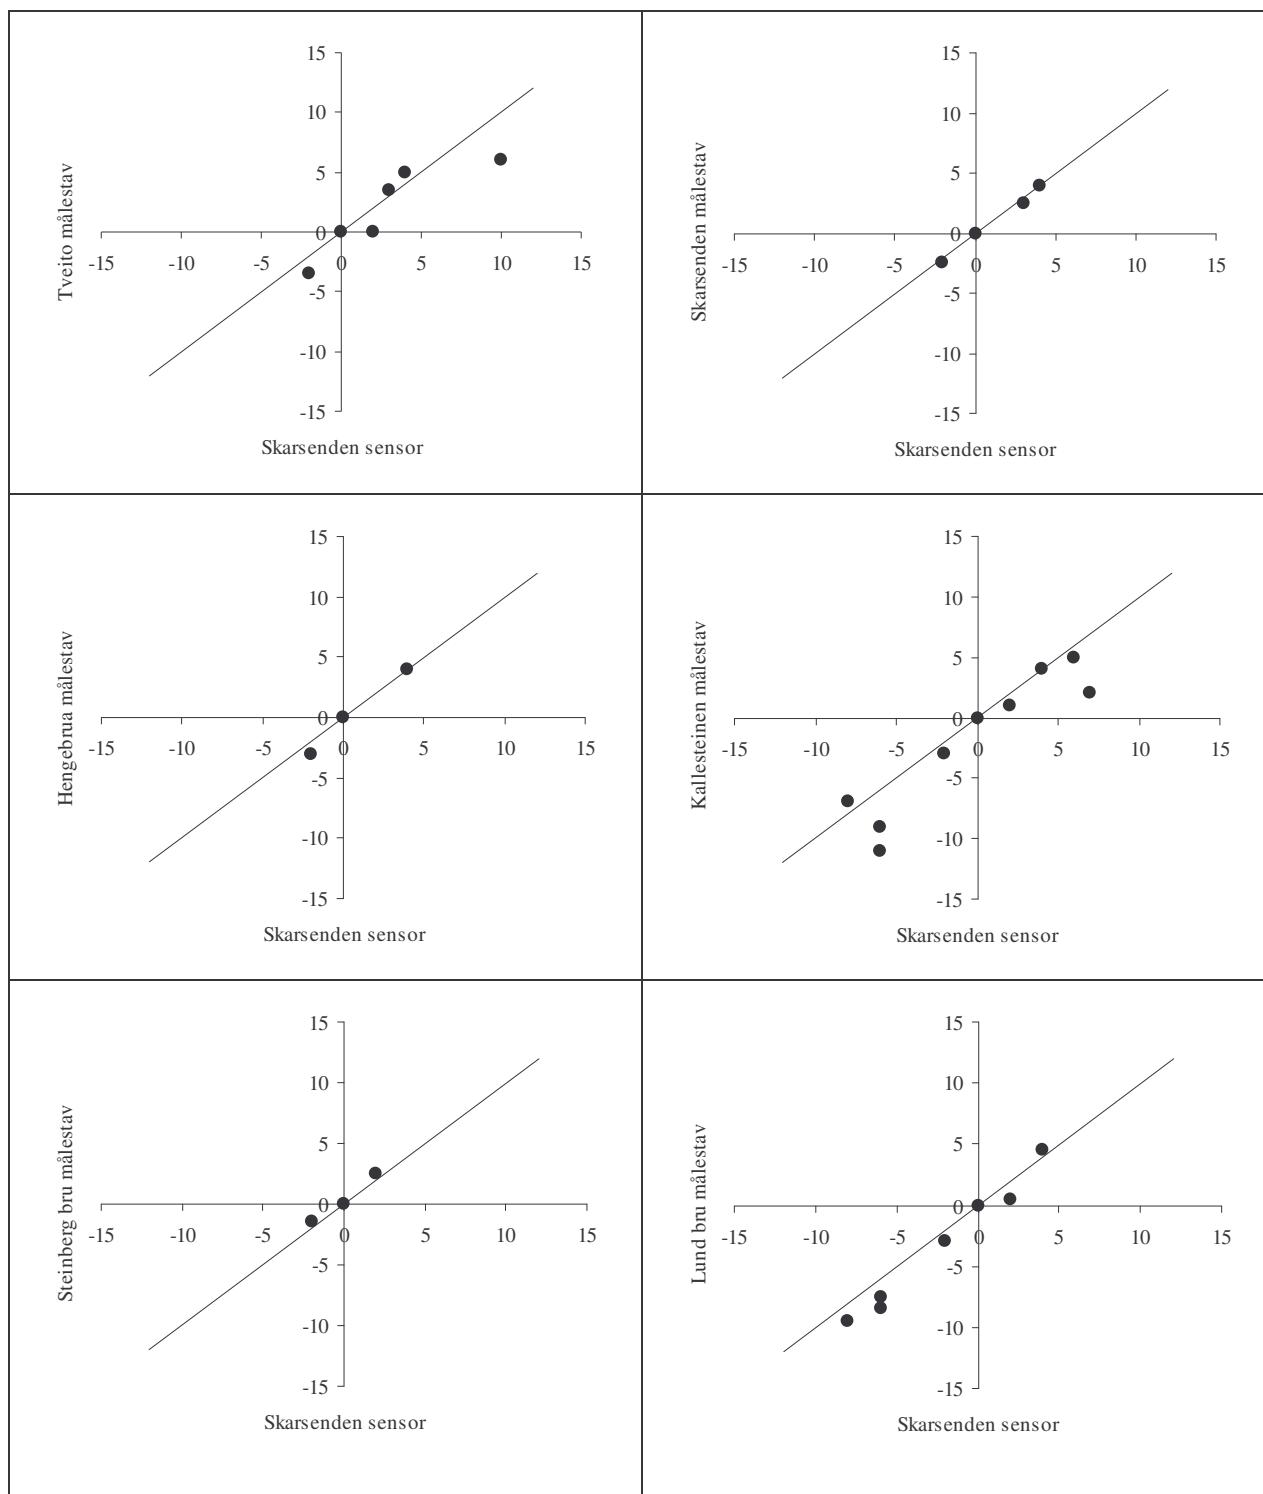 15
10
5
0
-15 -10 -5 0 5 10 15
-5
-10
-15
Tveito målestav
Skarsenden sensor
15
10
5
0
-15 -10 -5 0 5 10 15
-5
-10
-15
Skarsenden målestav
Skarsenden sensor
15
10
5
0
-15 -10 -5 0 5 10 15
-5
-10
-15
Hengebrua målestav
Skarsenden sensor
15
10
5
0
-15 -10 -5 0 5 10 15
-5
-10
-15
Kallesteinen målestav
Skarsenden sensor
15
10
5
0
-15 -10 -5 0 5 10 15
-5
-10
-15
Steinberg bru målestav
Skarsenden sensor
15
10
5
0
-15 -10 -5 0 5 10 15
-5
-10
-15
Lund bru målestav
Skarsenden sensor